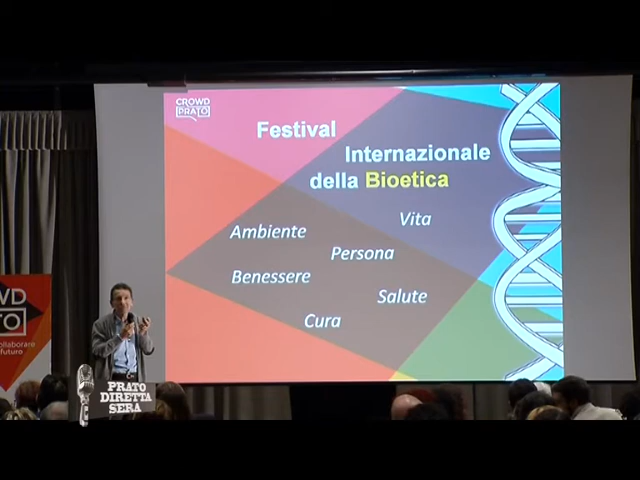 CROWD
PRATO
Festival
Internazionale
della Bioetica
Vita
Ambiente
Persona
Benessere
Salute
Cura
PRATO
DIRETTA
SERA